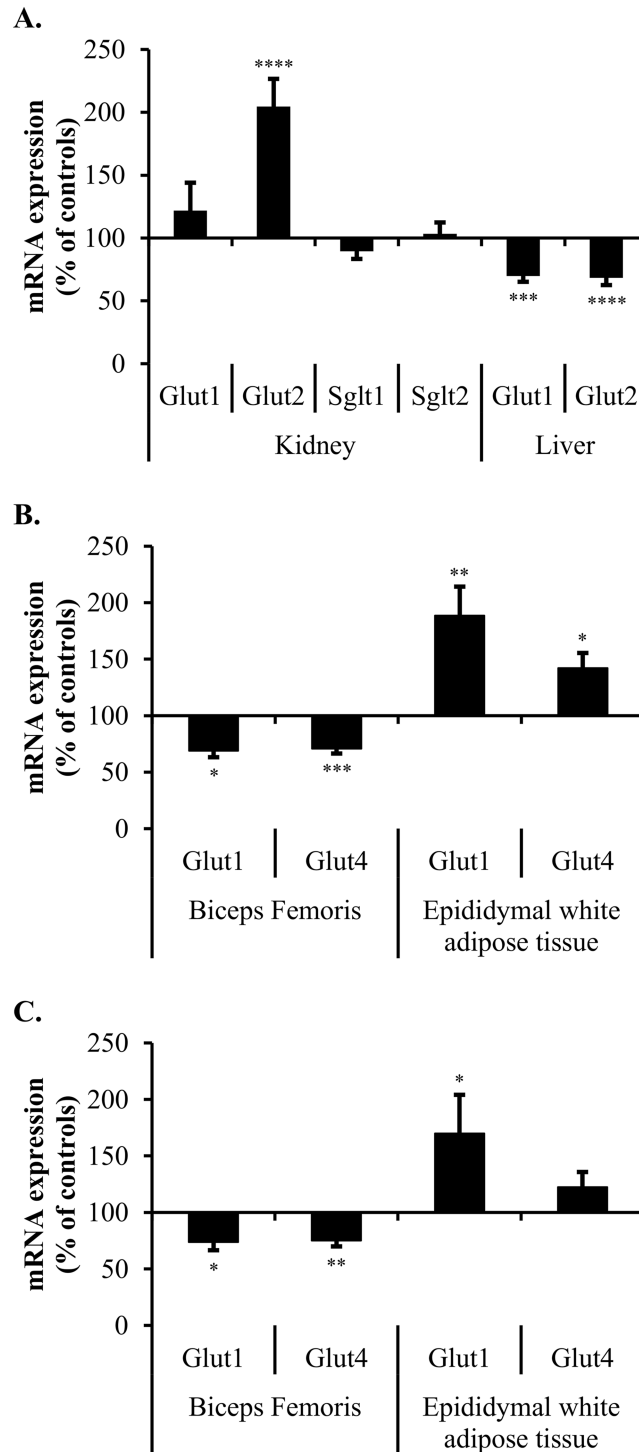 A.
mRNA expression
(% of controls)
250
200
150
100
50
0
****
***
****
Glut1 Glut2 Sglt1 Sglt2 Glut1 Glut2
Kidney Liver
B.
mRNA expression
(% of controls)
250
200
150
100
50
0
**
*
*
***
Glut1 Glut4 Glut1 Glut4
Biceps Femoris Epididymal white
adipose tissue
C.
mRNA expression
(% of controls)
250
200
150
100
50
0
*
*
**
Glut1 Glut4 Glut1 Glut4
Biceps Femoris Epididymal white
adipose tissue